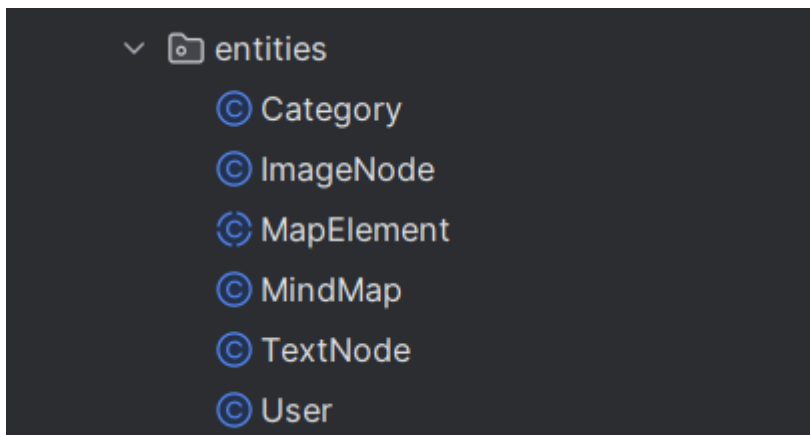 entities
Category
ImageNode
MapElement
MindMap
TextNode
User